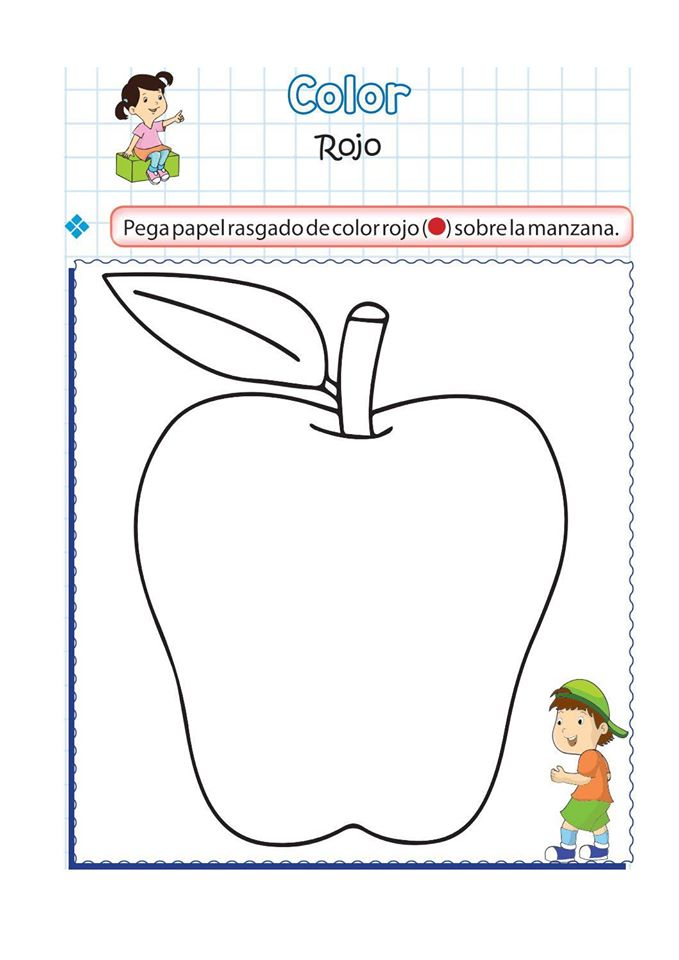 Color
Rojo
Pega papel rasgado de color rojo (🔴) sobre la manzana.